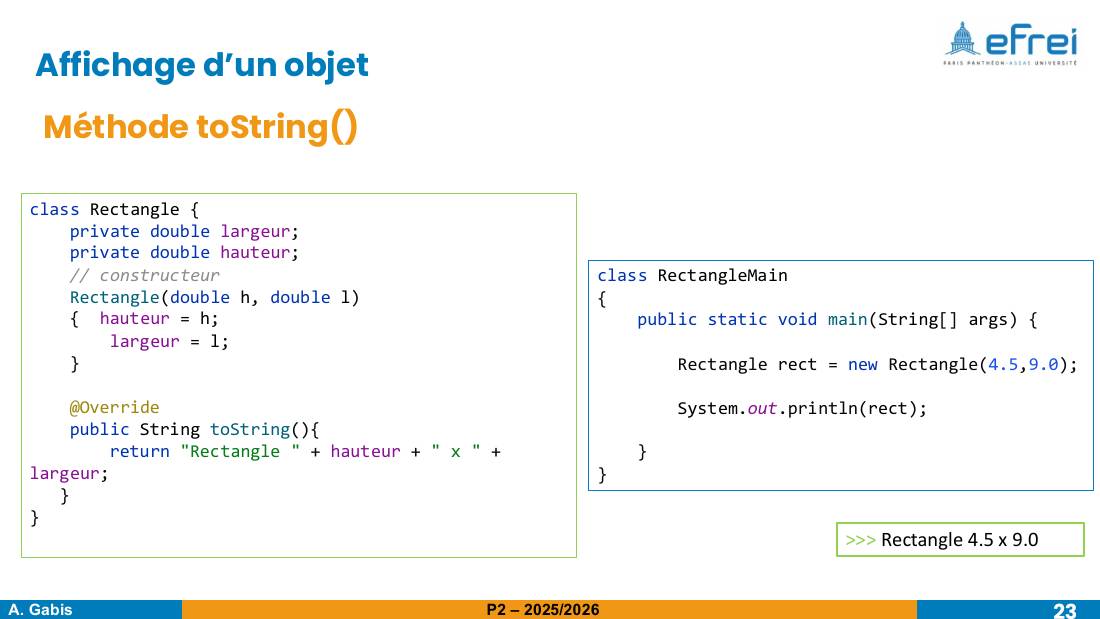 efrei
PARIS PANTHÉON-ASSAS UNIVERSITÉ
Affichage d’un objet
Méthode toString()
class Rectangle {
    private double largeur;
    private double hauteur;
    // constructeur
    Rectangle(double h, double l)
    {  hauteur = h;
        largeur = l;
    }
    @Override
    public String toString(){
        return "Rectangle " + hauteur + " x " +
largeur;
   }
}
class RectangleMain
{
    public static void main(String[] args) {
        Rectangle rect = new Rectangle(4.5,9.0);
        System.out.println(rect);
    }
}
>>> Rectangle 4.5 x 9.0
A. Gabis
P2 – 2025/2026
23